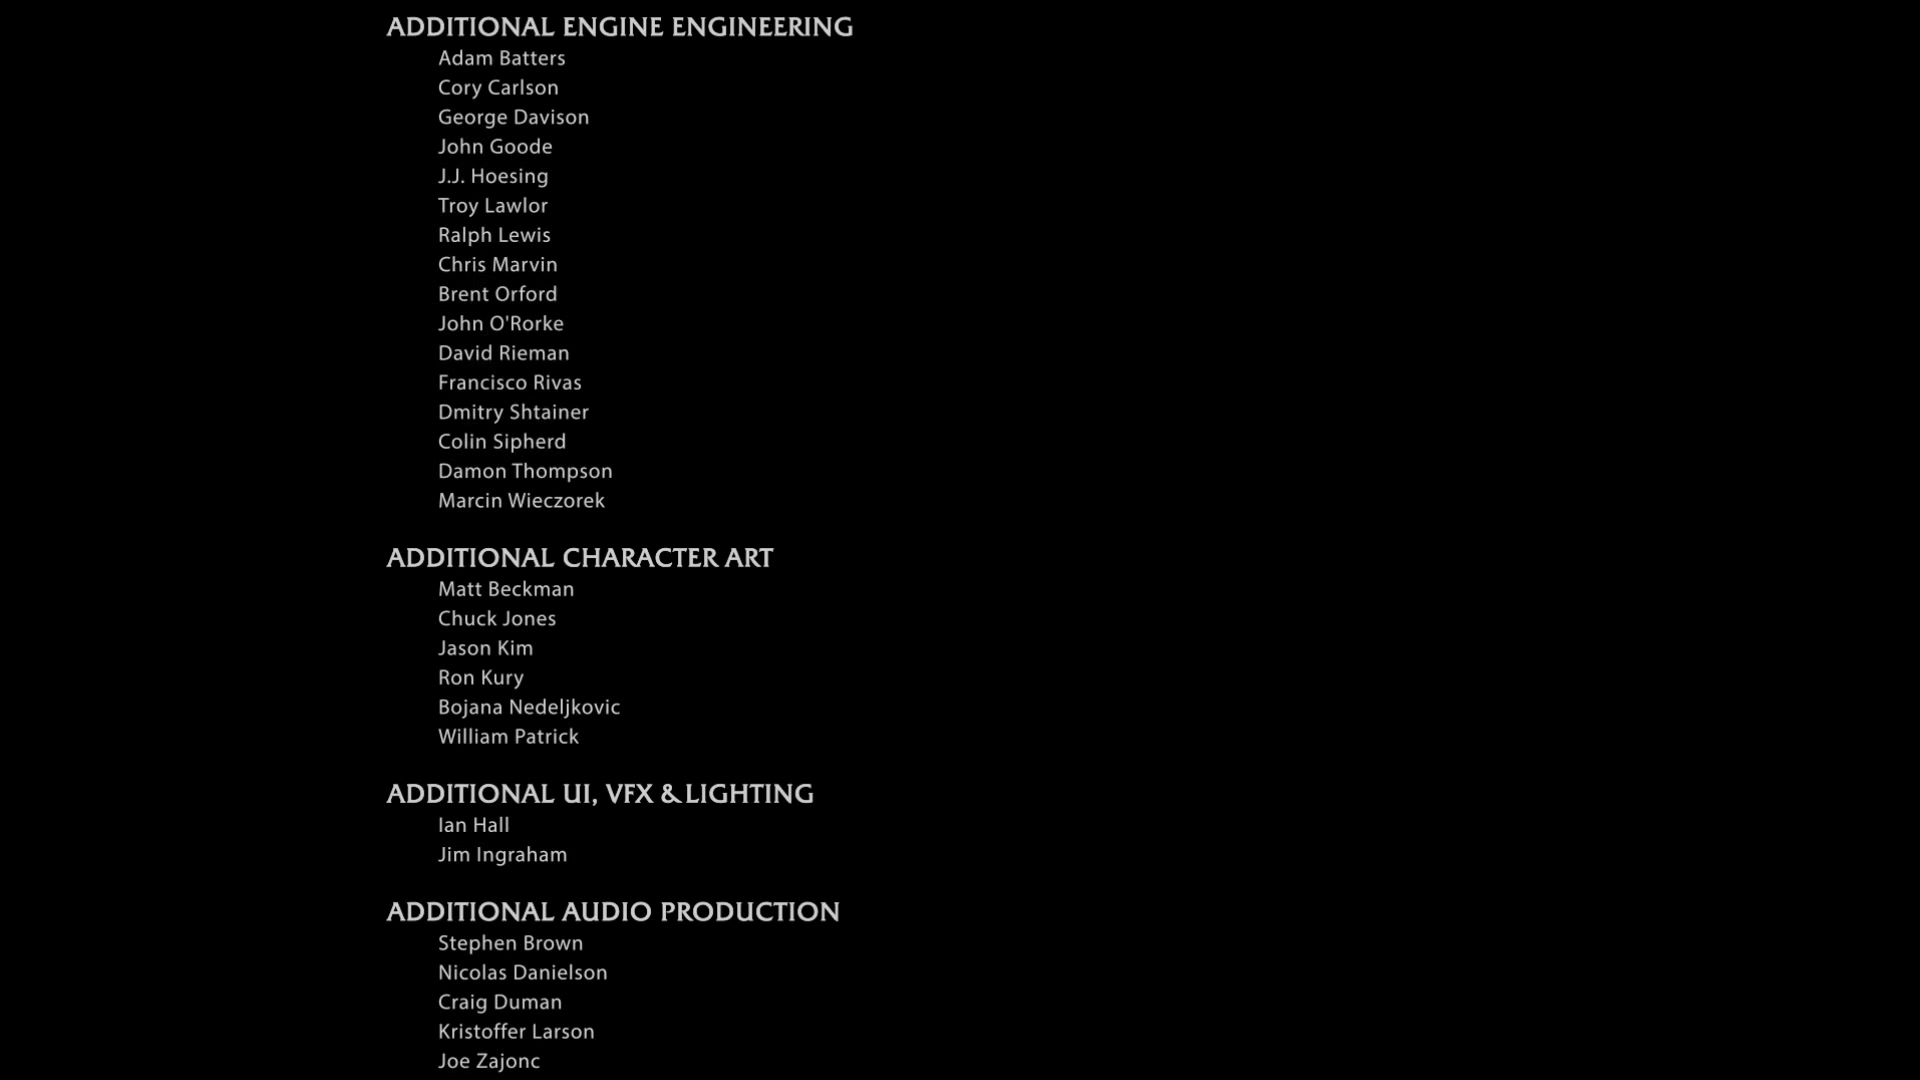 ADDITIONAL ENGINE ENGINEERING
Adam Batters
Cory Carlson
George Davison
John Goode
J.J. Hoesing
Troy Lawlor
Ralph Lewis
Chris Marvin
Brent Orford
John O'Rorke
David Rieman
Francisco Rivas
Dmitry Shtainer
Colin Sipherd
Damon Thompson
Marcin Wieczorek
ADDITIONAL CHARACTER ART
Matt Beckman
Chuck Jones
Jason Kim
Ron Kury
Bojana Nedeljkovic
William Patrick
ADDITIONAL UI, VFX & LIGHTING
Ian Hall
Jim Ingraham
ADDITIONAL AUDIO PRODUCTION
Stephen Brown
Nicolas Danielson
Craig Duman
Kristoffer Larson
Joe Zajonc